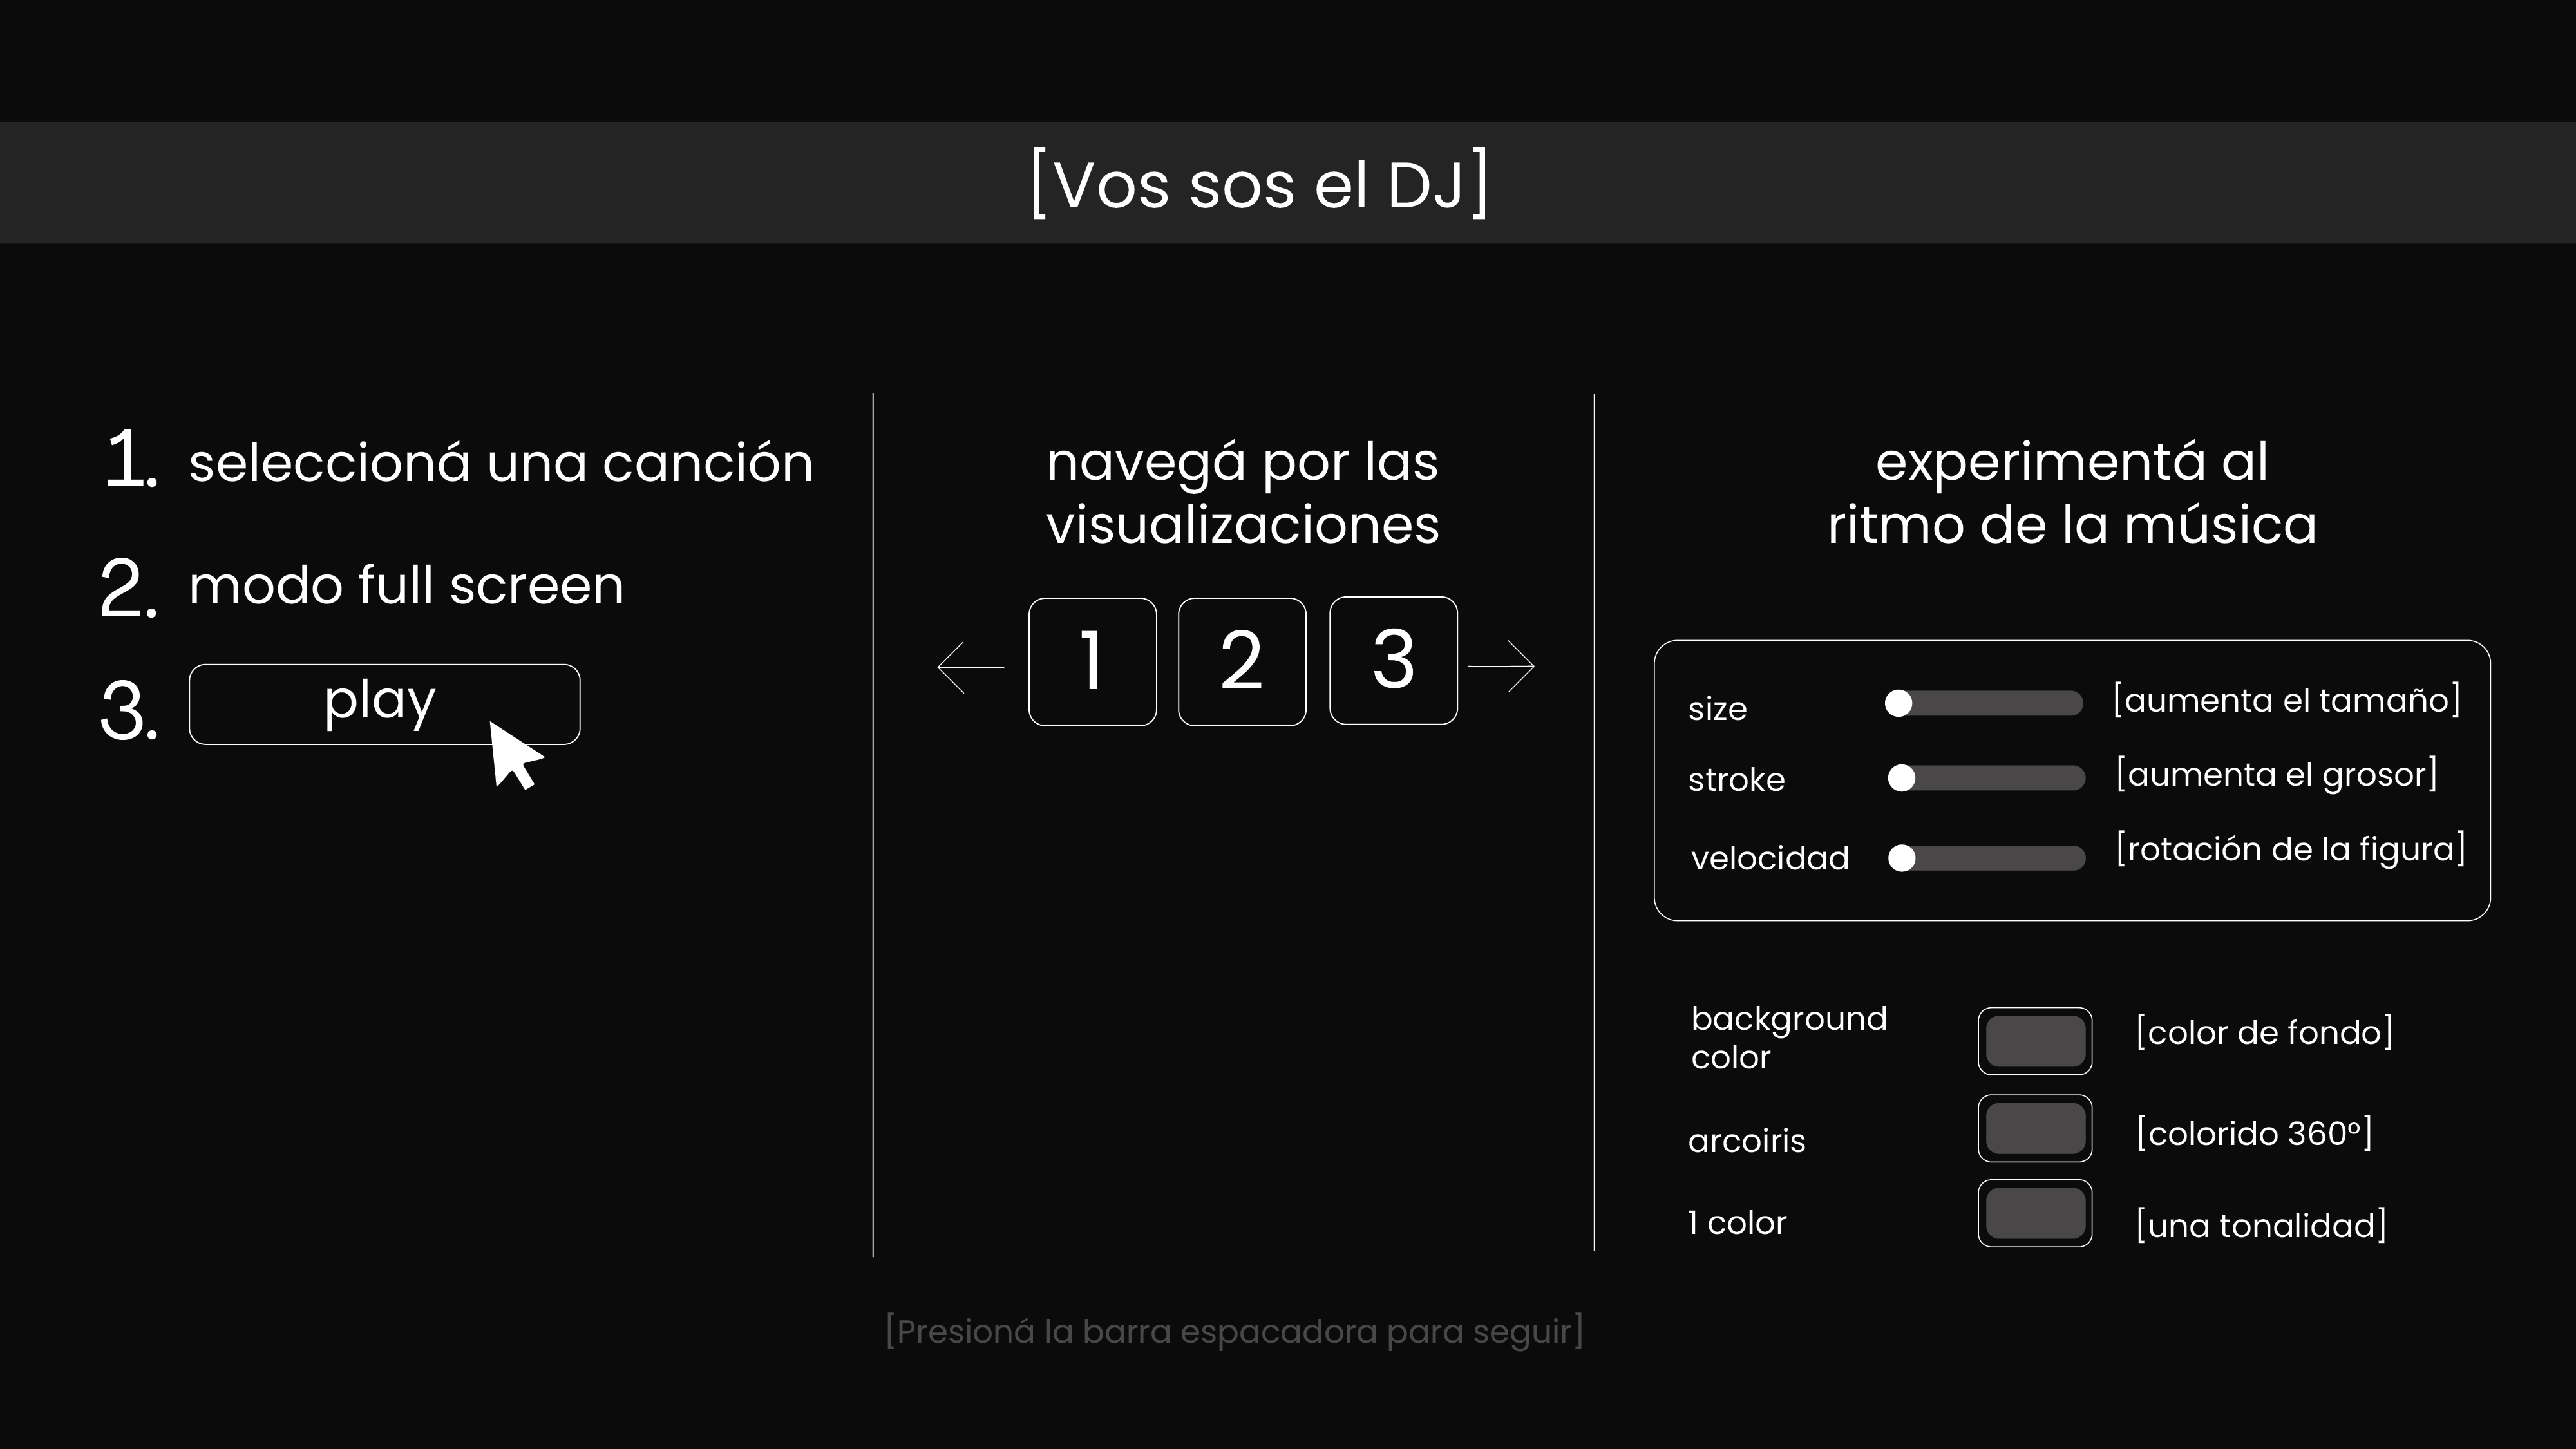 [Vos sos el DJ]
1. seleccioná una canción
2. modo full screen
3. play
navegá por las
visualizaciones
1 2 3
experimentá al
ritmo de la música
size [aumenta el tamaño]
stroke [aumenta el grosor]
velocidad [rotación de la figura]
background
color [color de fondo]
arcoiris [colorido 360º]
1 color [una tonalidad]
[Presioná la barra espacadora para seguir]